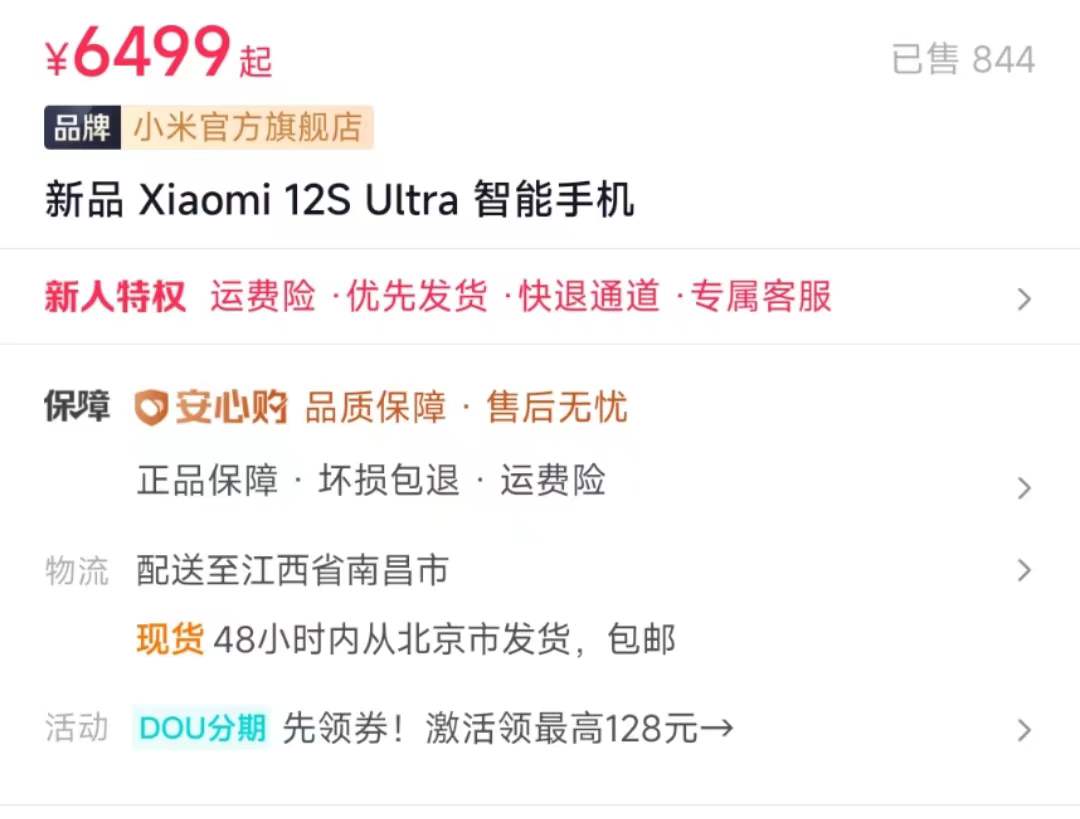 ¥6499起 已售 844
品牌 小米官方旗舰店
新品 Xiaomi 12S Ultra 智能手机
新人特权 运费险 · 优先发货 · 快退通道 · 专属客服
保障 安心购 品质保障 · 售后无忧
正品保障 · 坏损包退 · 运费险
物流 配送至江西省南昌市
现货 48小时内从北京市发货，包邮
活动 DOU分期 先领券！激活领最高128元→